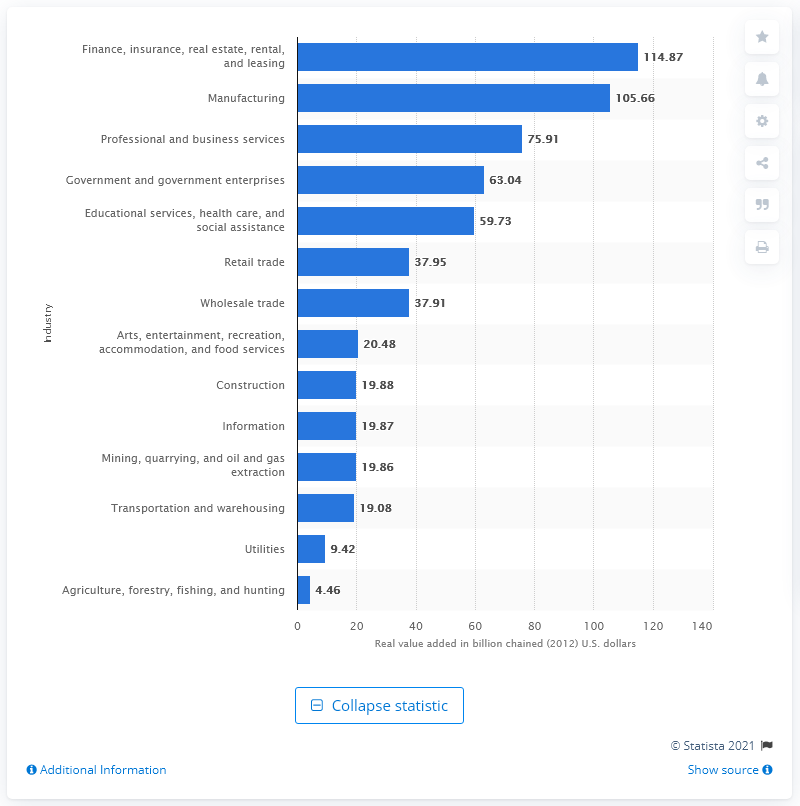 Finance, insurance, real estate, rental,
and leasing
114.87
Manufacturing
105.66
Professional and business services
75.91
Government and government enterprises
63.04
Educational services, health care, and
social assistance
59.73
Retail trade
37.95
Wholesale trade
37.91
Arts, entertainment, recreation,
accommodation, and food services
20.48
Construction
19.88
Information
19.87
Mining, quarrying, and oil and gas
extraction
19.86
Transportation and warehousing
19.08
Utilities
9.42
Agriculture, forestry, fishing, and hunting
4.46
Industry
0 20 40 60 80 100 120 140
Real value added in billion chained (2012) U.S. dollars
Collapse statistic
© Statista 2021
Additional Information
Show source